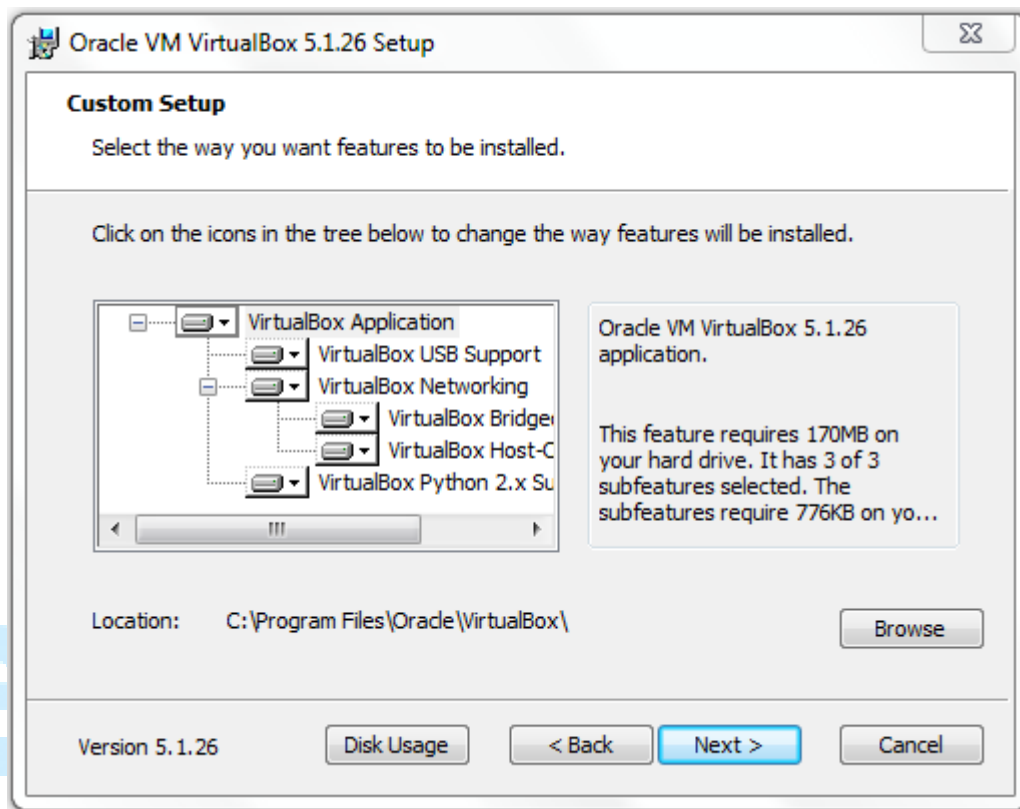 Oracle VM VirtualBox 5.1.26 Setup
Custom Setup
Select the way you want features to be installed.
Click on the icons in the tree below to change the way features will be installed.
VirtualBox Application
VirtualBox USB Support
VirtualBox Networking
VirtualBox Bridge
VirtualBox Host-C
VirtualBox Python 2.x Su
Oracle VM VirtualBox 5.1.26
application.
This feature requires 170MB on
your hard drive. It has 3 of 3
subfeatures selected. The
subfeatures require 776KB on yo...
Location: C:\Program Files\Oracle\VirtualBox\
Browse
Version 5.1.26
Disk Usage
< Back
Next >
Cancel